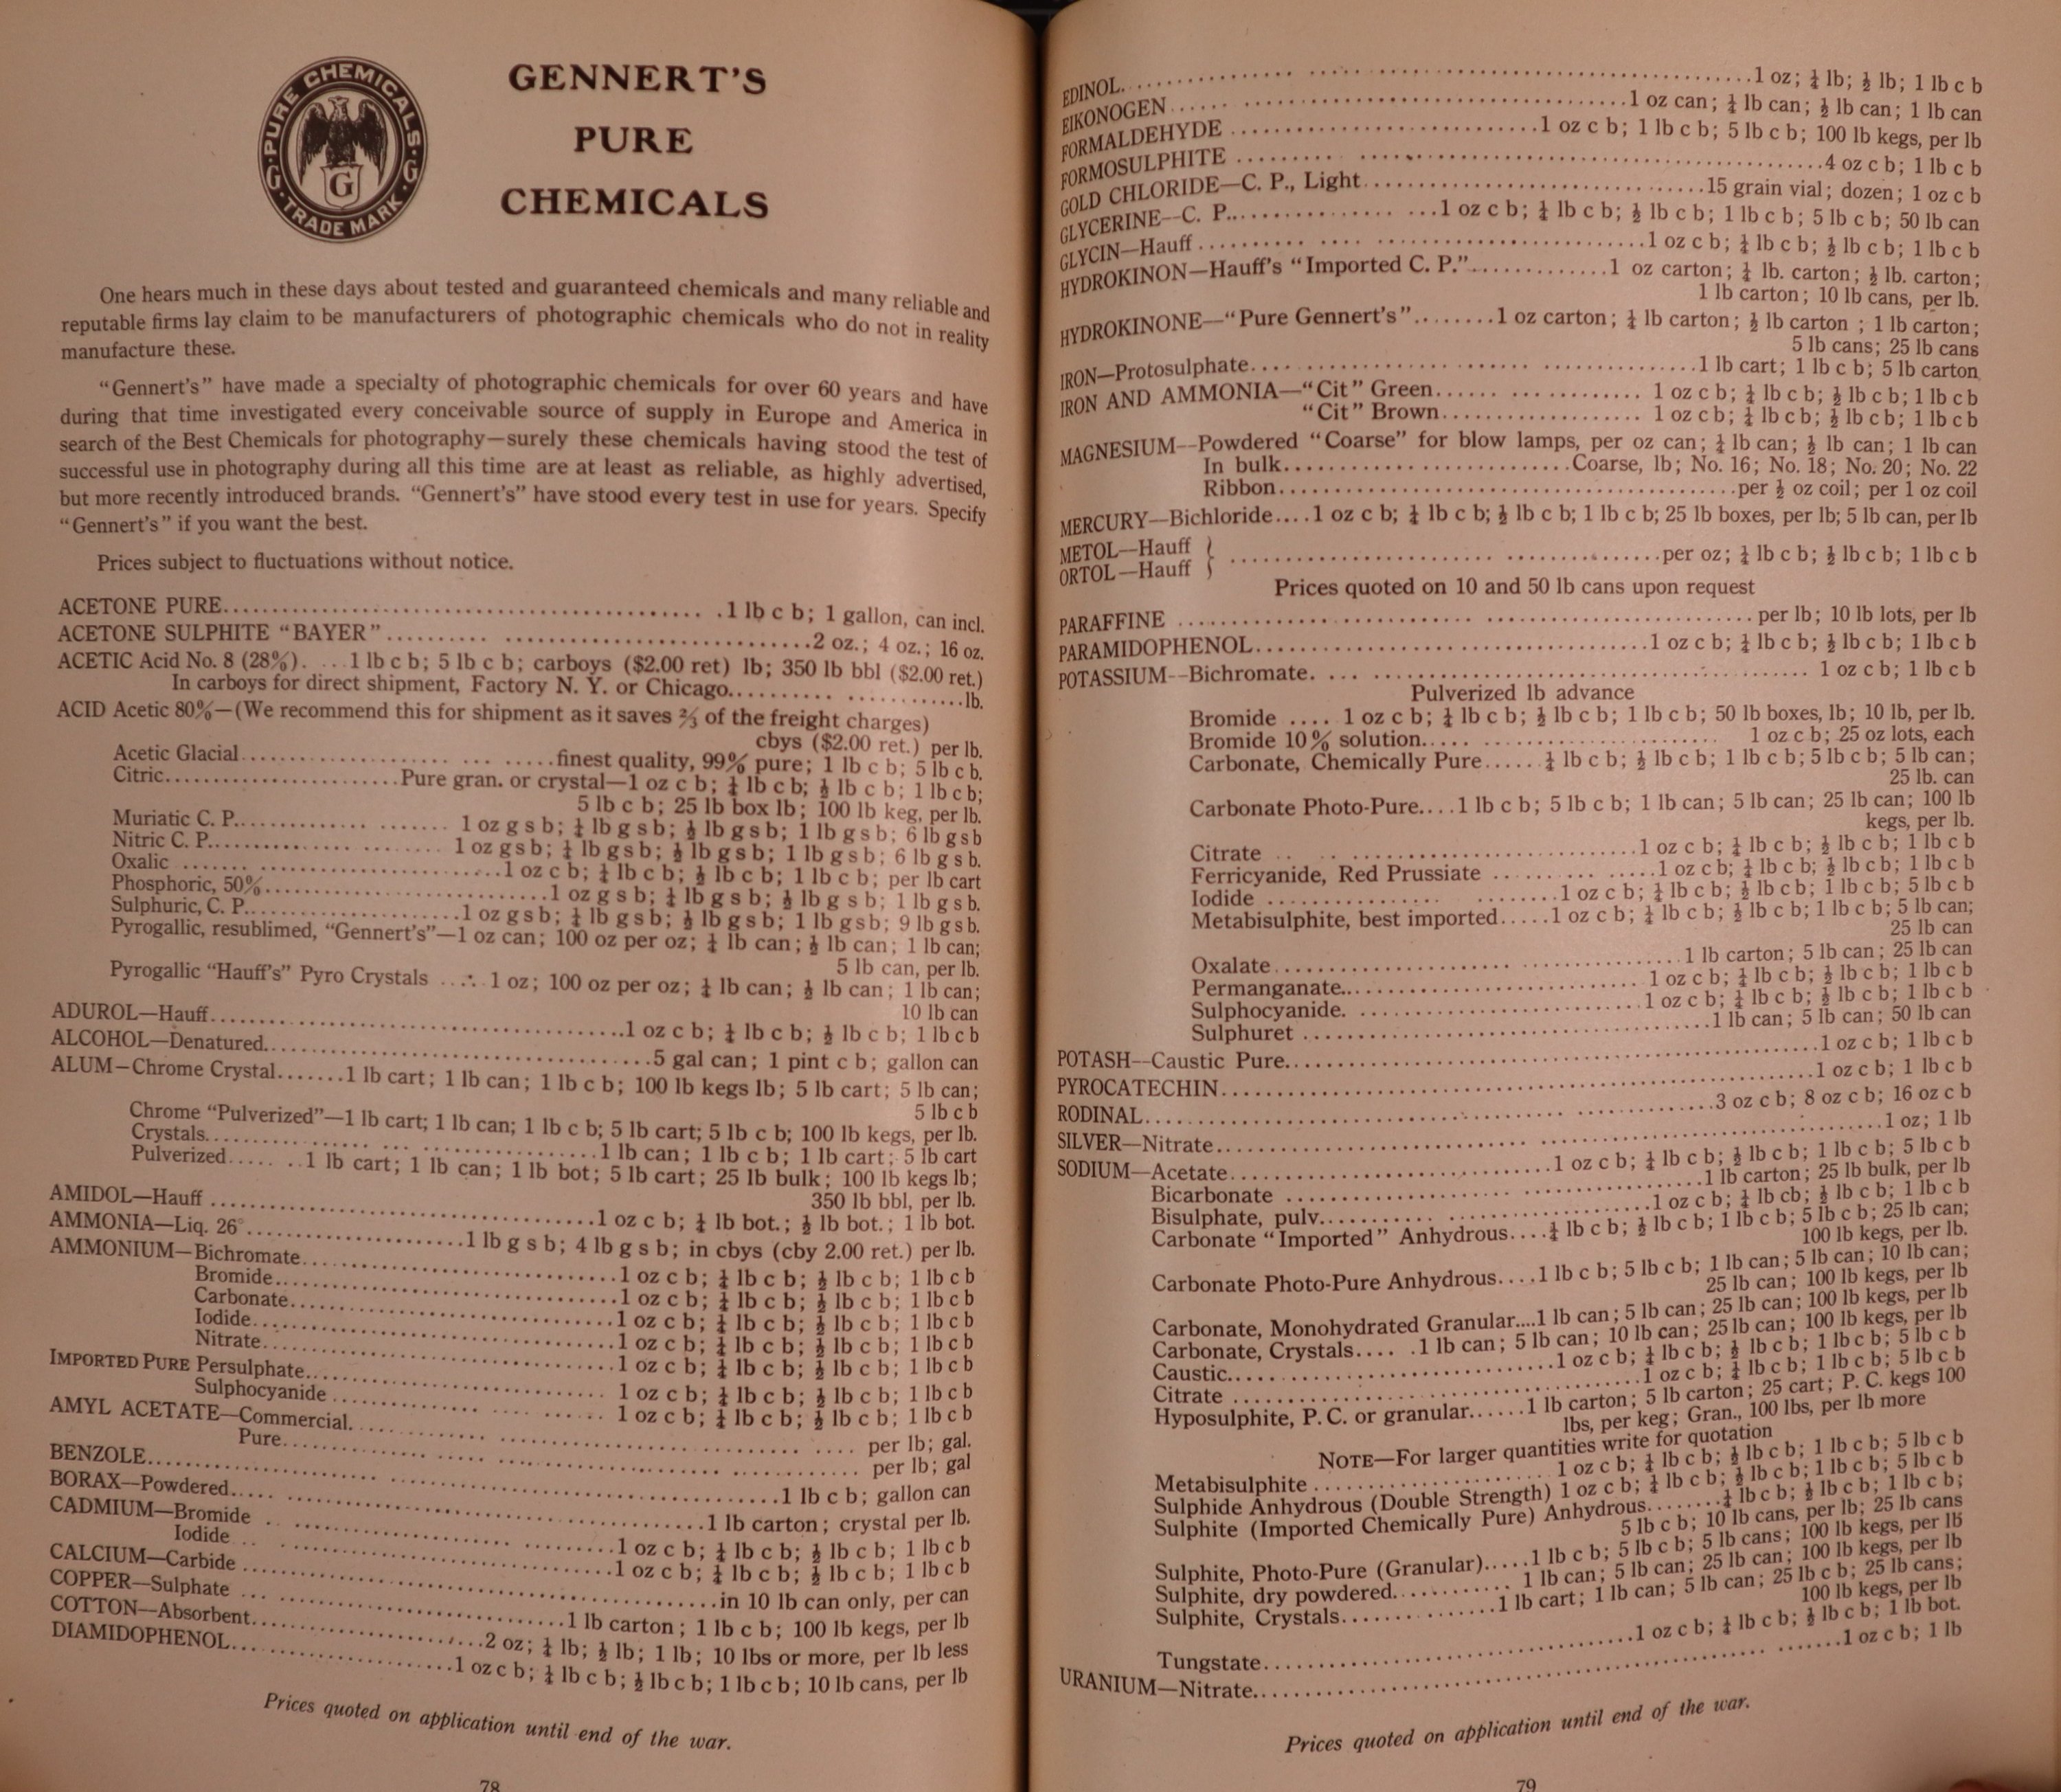 PURE CHEMICALS
G G
G
TRADE MARK
GENNERT'S
PURE
CHEMICALS
One hears much in these days about tested and guaranteed chemicals and many reliable and
reputable firms lay claim to be manufacturers of photographic chemicals who do not in reality
manufacture these.
"Gennert's" have made a specialty of photographic chemicals for over 60 years and have
during that time investigated every conceivable source of supply in Europe and America in
search of the Best Chemicals for photography—surely these chemicals having stood the test of
successful use in photography during all this time are at least as reliable, as highly advertised,
but more recently introduced brands. "Gennert's" have stood every test in use for years. Specify
"Gennert's" if you want the best.
Prices subject to fluctuations without notice.
ACETONE PURE..........1 lb c b; 1 gallon, can incl.
ACETONE SULPHITE "BAYER"..........2 oz.; 4 oz.; 16 oz.
ACETIC Acid No. 8 (28%). ...1 lb c b; 5 lb c b; carboys ($2.00 ret) lb; 350 lb bbl ($2.00 ret.)
In carboys for direct shipment, Factory N. Y. or Chicago..........lb.
ACID Acetic 80%—(We recommend this for shipment as it saves ⅔ of the freight charges)
cbys ($2.00 ret.) per lb.
Acetic Glacial..........finest quality, 99% pure; 1 lb c b; 5 lb c b.
Citric..........Pure gran. or crystal—1 oz c b; ¼ lb c b; ½ lb c b; 1 lb c b;
5 lb c b; 25 lb box lb; 100 lb keg, per lb.
Muriatic C. P..........1 oz g s b; ¼ lb g s b; ½ lb g s b; 1 lb g s b; 6 lb g s b
Nitric C. P..........1 oz g s b; ¼ lb g s b; ½ lb g s b; 1 lb g s b; 6 lb g s b.
Oxalic..........1 oz c b; ¼ lb c b; ½ lb c b; 1 lb c b; per lb cart
Phosphoric, 50%..........1 oz g s b; ¼ lb g s b; ½ lb g s b; 1 lb g s b.
Sulphuric, C. P..........1 oz g s b; ¼ lb g s b; ½ lb g s b; 1 lb g s b; 9 lb g s b.
Pyrogallic, resublimed, "Gennert's"—1 oz can; 100 oz per oz; ¼ lb can; ½ lb can; 1 lb can;
5 lb can, per lb.
Pyrogallic "Hauff's" Pyro Crystals ..... 1 oz; 100 oz per oz; ¼ lb can; ½ lb can; 1 lb can;
10 lb can
ADUROL—Hauff..........1 oz c b; ¼ lb c b; ½ lb c b; 1 lb c b
ALCOHOL—Denatured..........5 gal can; 1 pint c b; gallon can
ALUM—Chrome Crystal.......1 lb cart; 1 lb can; 1 lb c b; 100 lb kegs lb; 5 lb cart; 5 lb can;
5 lb c b
Chrome "Pulverized"—1 lb cart; 1 lb can; 1 lb c b; 5 lb cart; 5 lb c b; 100 lb kegs, per lb.
Crystals..........1 lb can; 1 lb c b; 1 lb cart; 5 lb cart
Pulverized..... ..1 lb cart; 1 lb can; 1 lb bot; 5 lb cart; 25 lb bulk; 100 lb kegs lb;
350 lb bbl, per lb.
AMIDOL—Hauff..........1 oz c b; ¼ lb bot.; ½ lb bot.; 1 lb bot.
AMMONIA—Liq. 26°..........1 lb g s b; 4 lb g s b; in cbys (cby 2.00 ret.) per lb.
AMMONIUM—Bichromate..........1 oz c b; ¼ lb c b; ½ lb c b; 1 lb c b
Bromide..........1 oz c b; ¼ lb c b; ½ lb c b; 1 lb c b
Carbonate..........1 oz c b; ¼ lb c b; ½ lb c b; 1 lb c b
Iodide..........1 oz c b; ¼ lb c b; ½ lb c b; 1 lb c b
Nitrate..........1 oz c b; ¼ lb c b; ½ lb c b; 1 lb c b
IMPORTED PURE Persulphate..........1 oz c b; ¼ lb c b; ½ lb c b; 1 lb c b
Sulphocyanide..........1 oz c b; ¼ lb c b; ½ lb c b; 1 lb c b
AMYL ACETATE—Commercial..........per lb; gal.
Pure..........per lb; gal
BENZOLE..........1 lb c b; gallon can
BORAX—Powdered..........1 lb carton; crystal per lb.
CADMIUM—Bromide..........1 oz c b; ¼ lb c b; ½ lb c b; 1 lb c b
Iodide..........1 oz c b; ¼ lb c b; ½ lb c b; 1 lb c b
CALCIUM—Carbide..........in 10 lb can only, per can
COPPER—Sulphate..........1 lb carton; 1 lb c b; 100 lb kegs, per lb
COTTON—Absorbent..........2 oz; ¼ lb; ½ lb; 1 lb; 10 lbs or more, per lb less
DIAMIDOPHENOL..........1 oz c b; ¼ lb c b; ½ lb c b; 1 lb c b; 10 lb cans, per lb
Prices quoted on application until end of the war.
78
EDINOL..........1 oz; ¼ lb; ½ lb; 1 lb c b
EIKONOGEN..........1 oz can; ¼ lb can; ½ lb can; 1 lb can
FORMALDEHYDE..........1 oz c b; 1 lb c b; 5 lb c b; 100 lb kegs, per lb
FORMOSULPHITE..........4 oz c b; 1 lb c b
GOLD CHLORIDE—C. P., Light..........15 grain vial; dozen; 1 oz c b
GLYCERINE—C. P...........1 oz c b; ¼ lb c b; ½ lb c b; 1 lb c b; 5 lb c b; 50 lb can
GLYCIN—Hauff..........1 oz c b; ¼ lb c b; ½ lb c b; 1 lb c b
HYDROKINON—Hauff's "Imported C. P."..........1 oz carton; ¼ lb. carton; ½ lb. carton;
1 lb carton; 10 lb cans, per lb.
HYDROKINONE—"Pure Gennert's"........1 oz carton; ¼ lb carton; ½ lb carton ; 1 lb carton;
5 lb cans; 25 lb cans
IRON—Protosulphate..........1 lb cart; 1 lb c b; 5 lb carton
IRON AND AMMONIA—"Cit" Green..........1 oz c b; ¼ lb c b; ½ lb c b; 1 lb c b
"Cit" Brown..........1 oz c b; ¼ lb c b; ½ lb c b; 1 lb c b
MAGNESIUM—Powdered "Coarse" for blow lamps, per oz can; ¼ lb can; ½ lb can; 1 lb can
In bulk..........Coarse, lb; No. 16; No. 18; No. 20; No. 22
Ribbon..........per ½ oz coil; per 1 oz coil
MERCURY—Bichloride....1 oz c b; ¼ lb c b; ½ lb c b; 1 lb c b; 25 lb boxes, per lb; 5 lb can, per lb
METOL—Hauff
ORTOL—Hauff } ..........per oz; ¼ lb c b; ½ lb c b; 1 lb c b
Prices quoted on 10 and 50 lb cans upon request
PARAFFINE..........per lb; 10 lb lots, per lb
PARAMIDOPHENOL..........1 oz c b; ¼ lb c b; ½ lb c b; 1 lb c b
POTASSIUM—Bichromate..........1 oz c b; 1 lb c b
Pulverized lb advance
Bromide .... 1 oz c b; ¼ lb c b; ½ lb c b; 1 lb c b; 50 lb boxes, lb; 10 lb, per lb.
Bromide 10% solution..........1 oz c b; 25 oz lots, each
Carbonate, Chemically Pure......¼ lb c b; ½ lb c b; 1 lb c b; 5 lb c b; 5 lb can;
25 lb. can
Carbonate Photo-Pure....1 lb c b; 5 lb c b; 1 lb can; 5 lb can; 25 lb can; 100 lb
kegs, per lb.
Citrate..........1 oz c b; ¼ lb c b; ½ lb c b; 1 lb c b
Ferricyanide, Red Prussiate..........1 oz c b; ¼ lb c b; ½ lb c b; 1 lb c b
Iodide..........1 oz c b; ¼ lb c b; ½ lb c b; 1 lb c b; 5 lb c b
Metabisulphite, best imported.....1 oz c b; ¼ lb c b; ½ lb c b; 1 lb c b; 5 lb can;
25 lb can
Oxalate..........1 lb carton; 5 lb can; 25 lb can
Permanganate..........1 oz c b; ¼ lb c b; ½ lb c b; 1 lb c b
Sulphocyanide..........1 oz c b; ¼ lb c b; ½ lb c b; 1 lb c b
Sulphuret..........1 lb can; 5 lb can; 50 lb can
POTASH—Caustic Pure..........1 oz c b; 1 lb c b
PYROCATECHIN..........1 oz c b; 1 lb c b
RODINAL..........3 oz c b; 8 oz c b; 16 oz c b
SILVER—Nitrate..........1 oz; 1 lb
SODIUM—Acetate..........1 oz c b; ¼ lb c b; ½ lb c b; 1 lb c b; 5 lb c b
Bicarbonate..........1 lb carton; 25 lb bulk, per lb
Bisulphate, pulv..........1 oz c b; ¼ lb cb; ½ lb c b; 1 lb c b
Carbonate "Imported" Anhydrous....¼ lb c b; ½ lb c b; 1 lb c b; 5 lb c b; 25 lb can;
100 lb kegs, per lb.
Carbonate Photo-Pure Anhydrous....1 lb c b; 5 lb c b; 1 lb can; 5 lb can; 10 lb can;
25 lb can; 100 lb kegs, per lb
Carbonate, Monohydrated Granular....1 lb can; 5 lb can; 25 lb can; 100 lb kegs, per lb
Carbonate, Crystals.... .1 lb can; 5 lb can; 10 lb can; 25 lb can; 100 lb kegs, per lb
Caustic..........1 oz c b; ¼ lb c b; ½ lb c b; 1 lb c b; 5 lb c b
Citrate..........1 oz c b; ¼ lb c b; 1 lb c b; 5 lb c b
Hyposulphite, P. C. or granular......1 lb carton; 5 lb carton; 25 cart; P. C. kegs 100
lbs, per keg; Gran., 100 lbs, per lb more
NOTE—For larger quantities write for quotation
Metabisulphite..........1 oz c b; ¼ lb c b; ½ lb c b; 1 lb c b; 5 lb c b
Sulphide Anhydrous (Double Strength) 1 oz c b; ¼ lb c b; ½ lb c b; 1 lb c b; 5 lb c b
Sulphite (Imported Chemically Pure) Anhydrous........¼ lb c b; ½ lb c b; 1 lb c b;
5 lb c b; 10 lb cans, per lb; 25 lb cans
Sulphite, Photo-Pure (Granular).....1 lb c b; 5 lb c b; 5 lb cans; 100 lb kegs, per lb
Sulphite, dry powdered..........1 lb can; 5 lb can; 25 lb can; 100 lb kegs, per lb
Sulphite, Crystals..........1 lb cart; 1 lb can; 5 lb can; 25 lb c b; 25 lb cans;
100 lb kegs, per lb
Tungstate..........1 oz c b; ¼ lb c b; ½ lb c b; 1 lb bot.
URANIUM—Nitrate..........1 oz c b; 1 lb
Prices quoted on application until end of the war.
79